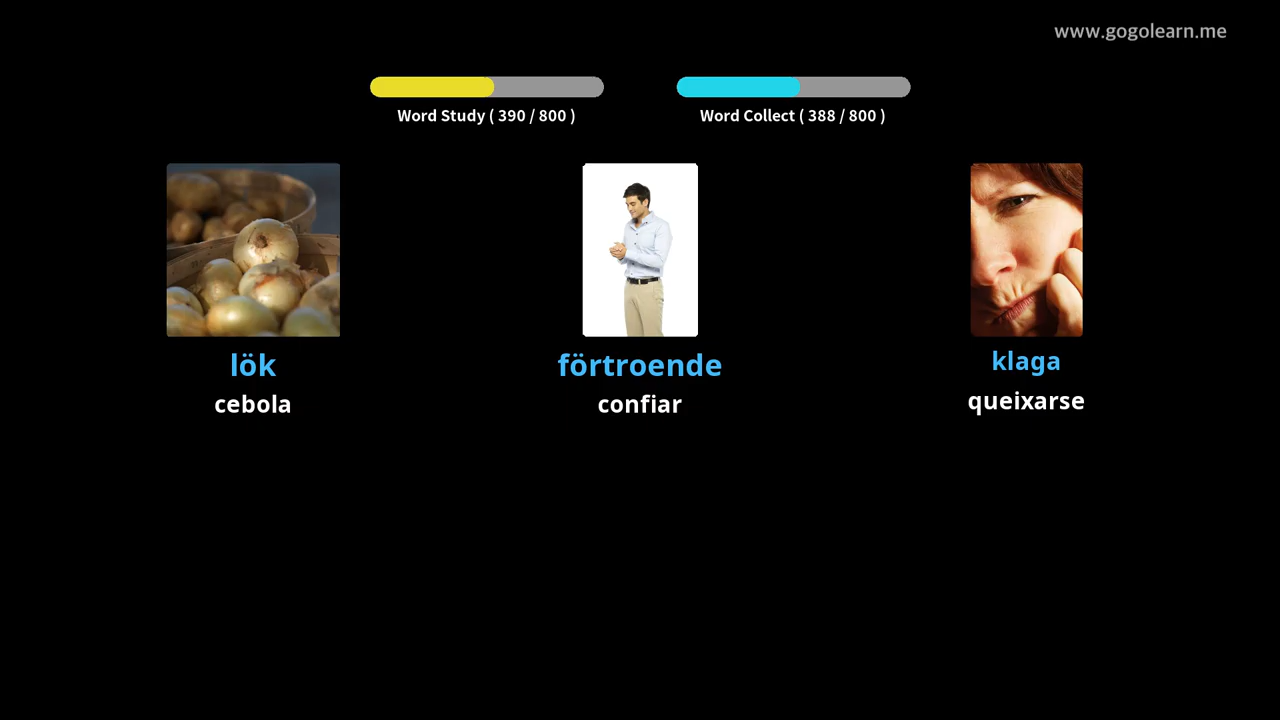 www.gogolearn.me
Word Study ( 390 / 800 )
Word Collect ( 388 / 800 )
lök
cebola
förtroende
confiar
klaga
queixarse